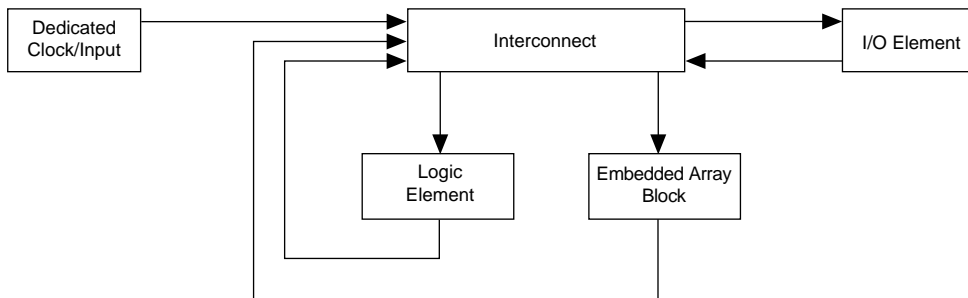 Dedicated
Clock/Input
Interconnect
I/O Element
Logic
Element
Embedded Array
Block